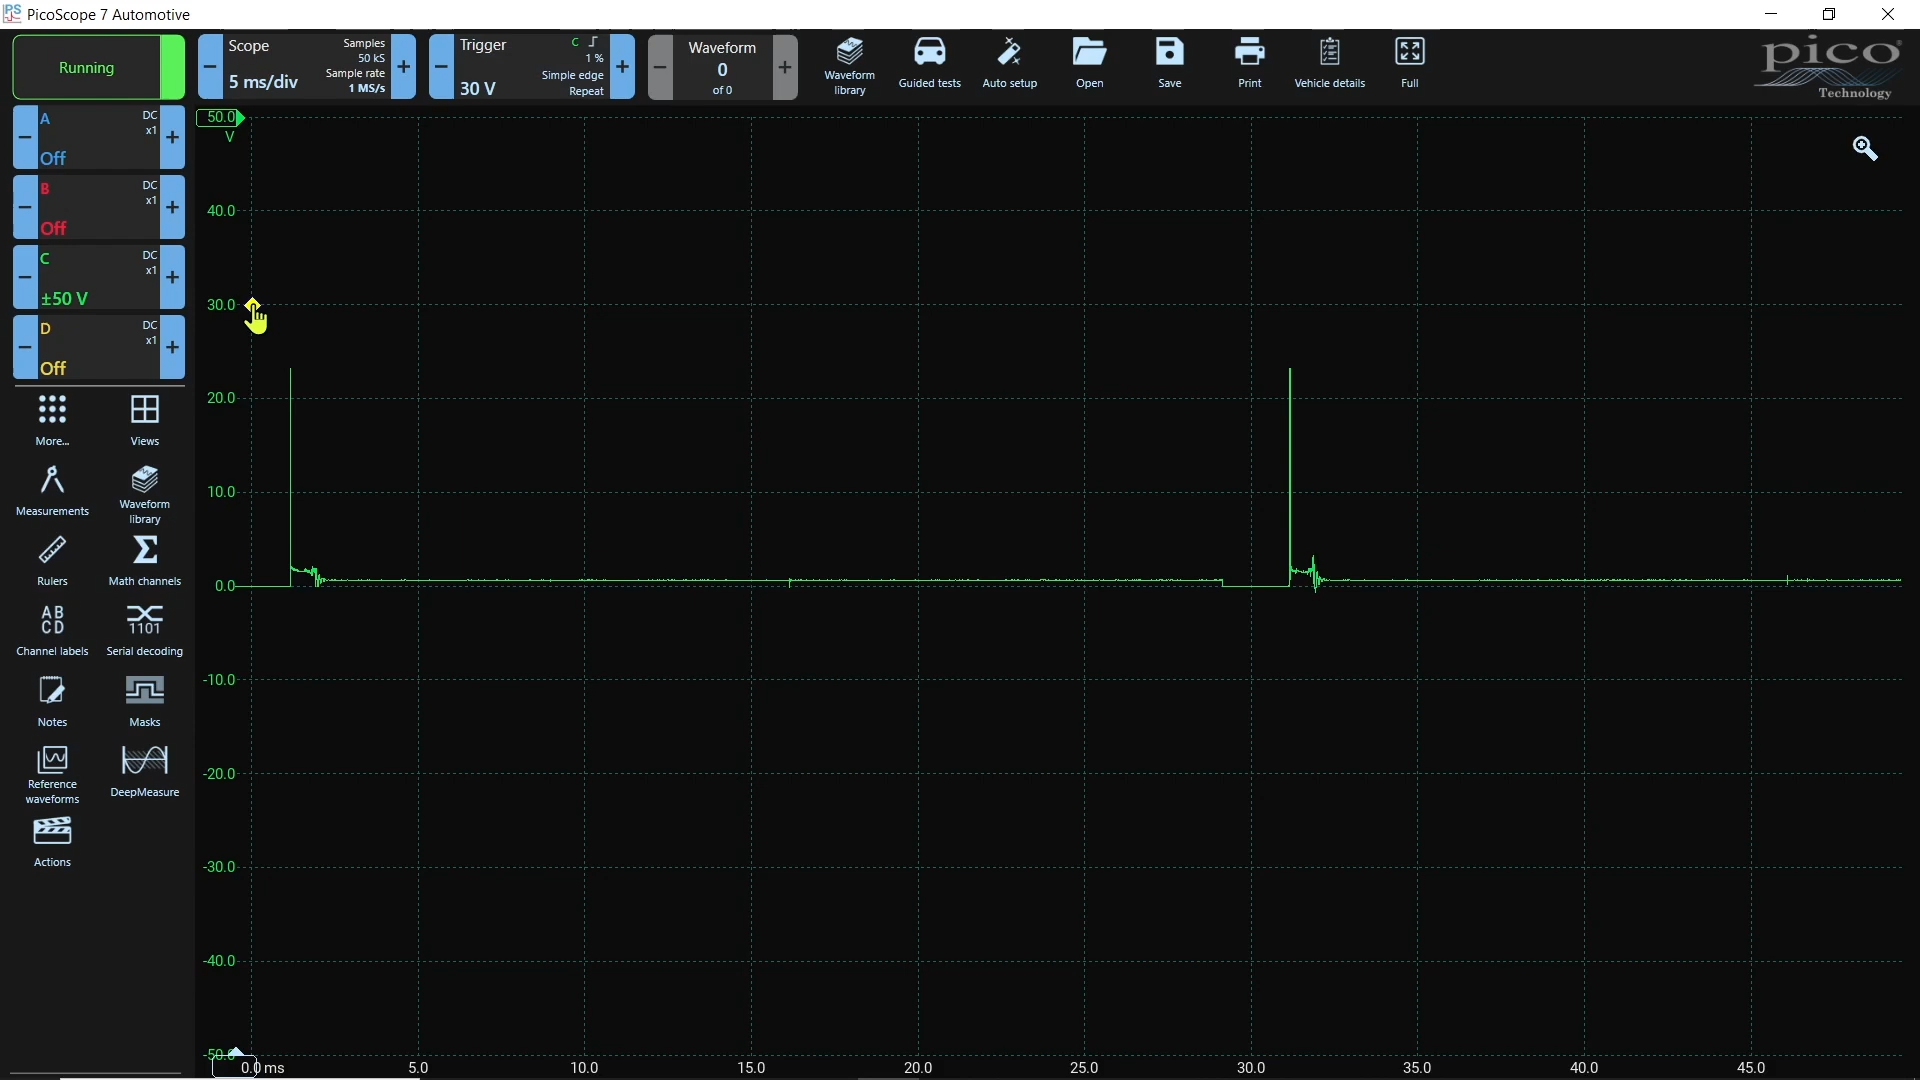 PS PicoScope 7 Automotive
Running
Scope
5 ms/div
Samples
50 kS
Sample rate
1 MS/s
Trigger
30 V
C
1 %
Simple edge
Repeat
Waveform
0
of 0
Waveform
library
Guided tests
Auto setup
Open
Save
Print
Vehicle details
Full
pico
Technology
A
DC
x1
Off
B
DC
x1
Off
C
DC
x1
±50 V
D
DC
x1
Off
More...
Views
Measurements
Waveform
library
Rulers
Math channels
AB
CD
Channel labels
1101
Serial decoding
Notes
Masks
Reference
waveforms
DeepMeasure
Actions
50.0
V
40.0
30.0
20.0
10.0
0.0
-10.0
-20.0
-30.0
-40.0
-50.0
0.0 ms
5.0
10.0
15.0
20.0
25.0
30.0
35.0
40.0
45.0